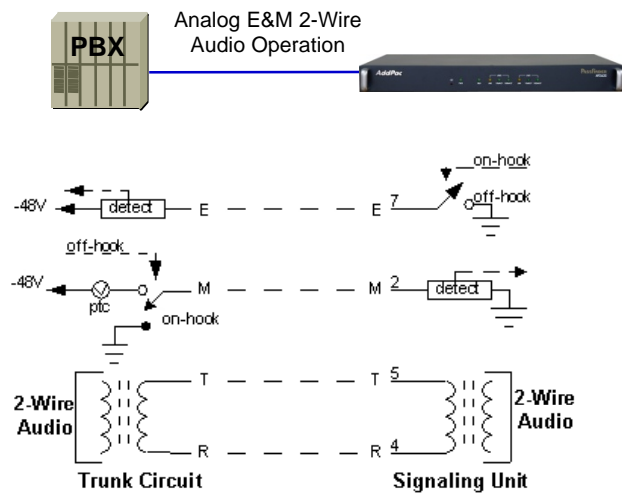 Analog E&M 2-Wire
Audio Operation
PBX
AddPac
on-hook
-48V
detect
E
E
7
off-hook
off-hook
-48V
ptc
M
M
2
detect
on-hook
2-Wire
Audio
T
T
5
2-Wire
Audio
R
R
4
Trunk Circuit
Signaling Unit